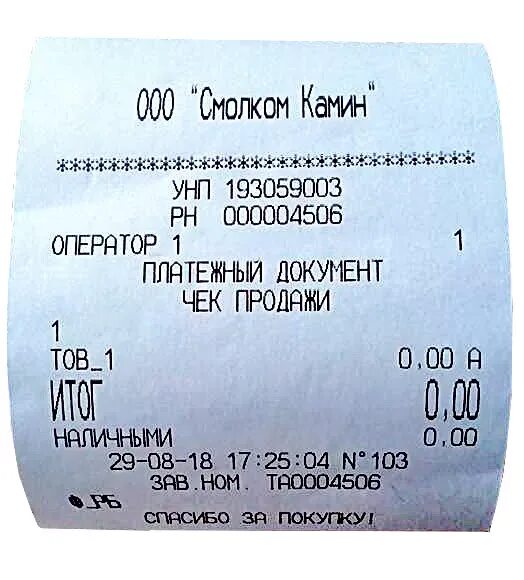 ООО "Смолком Камин"
****************************************
УНП 193059003
РН 000004506
ОПЕРАТОР 1 1
ПЛАТЕЖНЫЙ ДОКУМЕНТ
ЧЕК ПРОДАЖИ
1
ТОВ_1 0,00 А
ИТОГ 0,00
НАЛИЧНЫМИ 0,00
29-08-18 17:25:04 N°103
ЗАВ.НОМ. ТА0004506
РБ
СПАСИБО ЗА ПОКУПКУ!